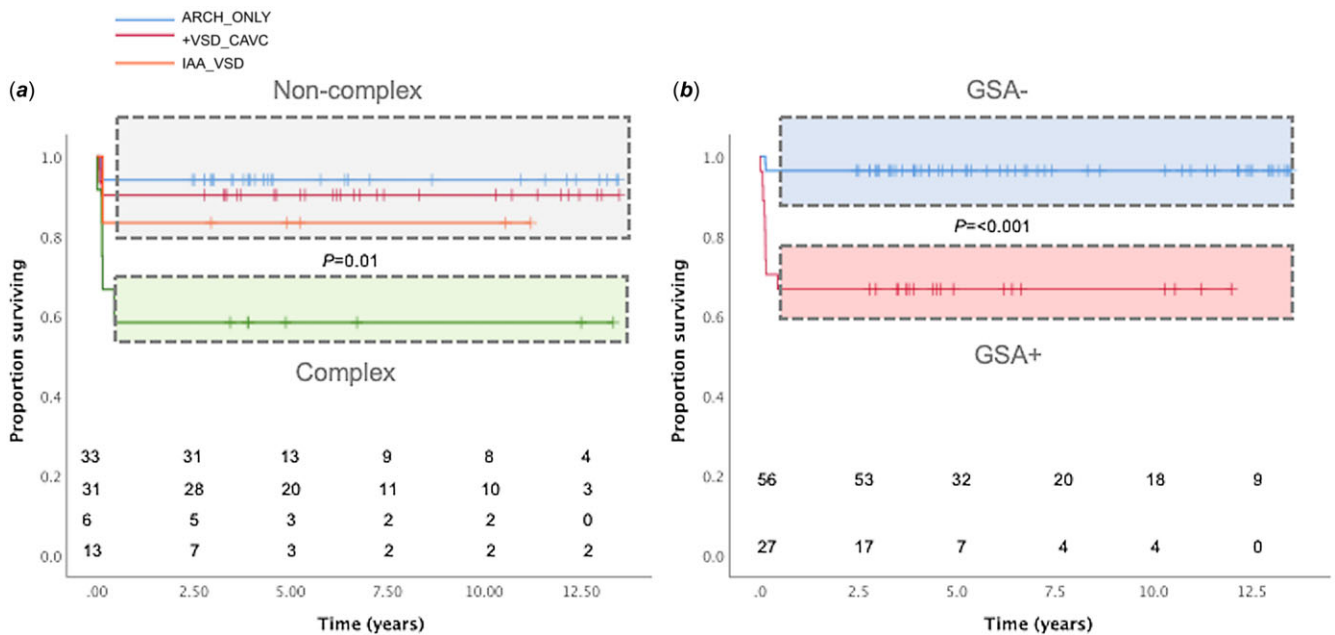 ARCH_ONLY
+VSD_CAVC
IAA_VSD
(a)
Non-complex
1.0
0.8
P=0.01
0.6
Complex
0.4
33 31 13 9 8 4
0.2
31 28 20 11 10 3
6 5 3 2 2 0
0.0
13 7 3 2 2 2
.00 2.50 5.00 7.50 10.00 12.50
Time (years)
Proportion surviving
(b)
GSA-
1.0
0.8
P=<0.001
0.6
GSA+
0.4
0.2
56 53 32 20 18 9
0.0
27 17 7 4 4 0
.0 2.5 5.0 7.5 10.0 12.5
Time (years)
Proportion surviving